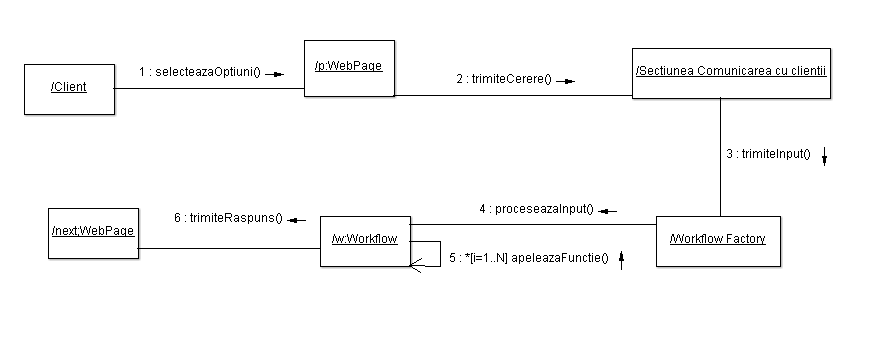 /Client
1 : selecteazaOptiuni()
/p:WebPage
2 : trimiteCerere()
/Sectiunea Comunicarea cu clientii
3 : trimiteInput()
/Workflow Factory
4 : proceseazaInput()
/w:Workflow
5 : *[i=1..N] apeleazaFunctie()
6 : trimiteRaspuns()
/next;WebPage